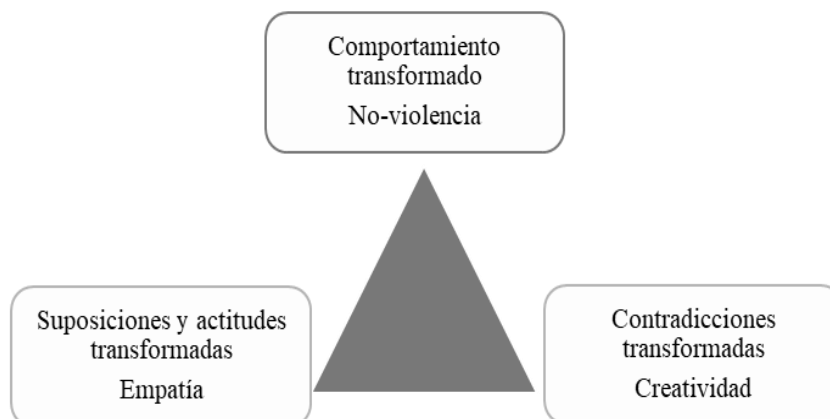 Comportamiento
transformado
No-violencia
Suposiciones y actitudes
transformadas
Empatía
Contradicciones
transformadas
Creatividad